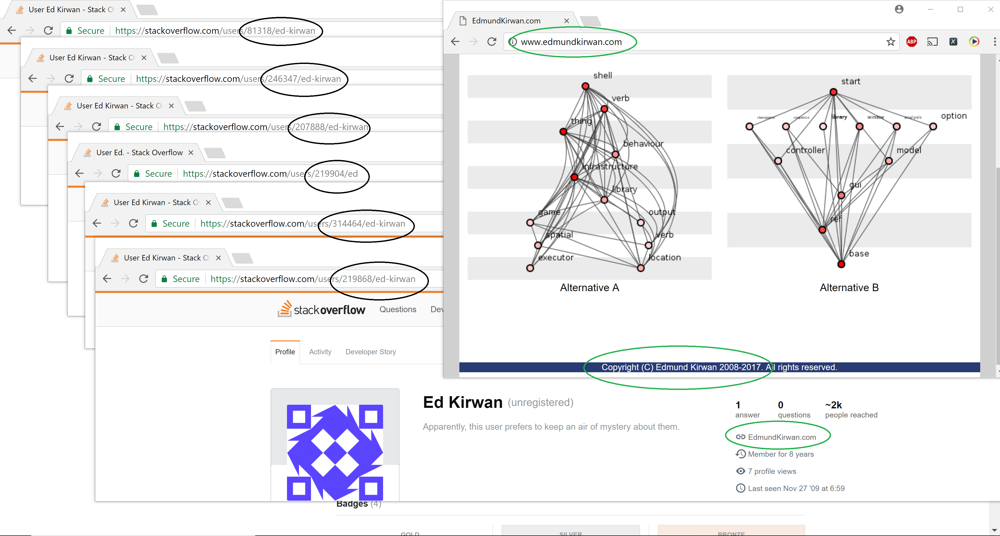 User Ed Kirwan - Stack O
Secure https://stackoverflow.com/users/81318/ed-kirwan
User Ed Kirwan - Stack O
Secure https://stackoverflow.com/users/246347/ed-kirwan
User Ed Kirwan - Stack O
Secure https://stackoverflow.com/users/207888/ed-kirwan
User Ed. - Stack Overflow
Secure https://stackoverflow.com/users/219904/ed
User Ed Kirwan - Stack O
Secure https://stackoverflow.com/users/314464/ed-kirwan
User Ed Kirwan - Stack O
Secure https://stackoverflow.com/users/219868/ed-kirwan
stackoverflow Questions Dev
Profile Activity Developer Story
EdmundKirwan.com
www.edmundkirwan.com
ABP
X
shell
verb
thing
behaviour
infrastructure
library
game output
spatial verb
executor location
Alternative A
start
classparser sequence library window analysis option
controller model
gui
ref
base
Alternative B
Copyright (C) Edmund Kirwan 2008-2017. All rights reserved.
Ed Kirwan (unregistered)
Apparently, this user prefers to keep an air of mystery about them.
1 0 ~2k
answer questions people reached
EdmundKirwan.com
Member for 8 years
7 profile views
Last seen Nov 27 '09 at 6:59
Badges (4)
GOLD SILVER BRONZE